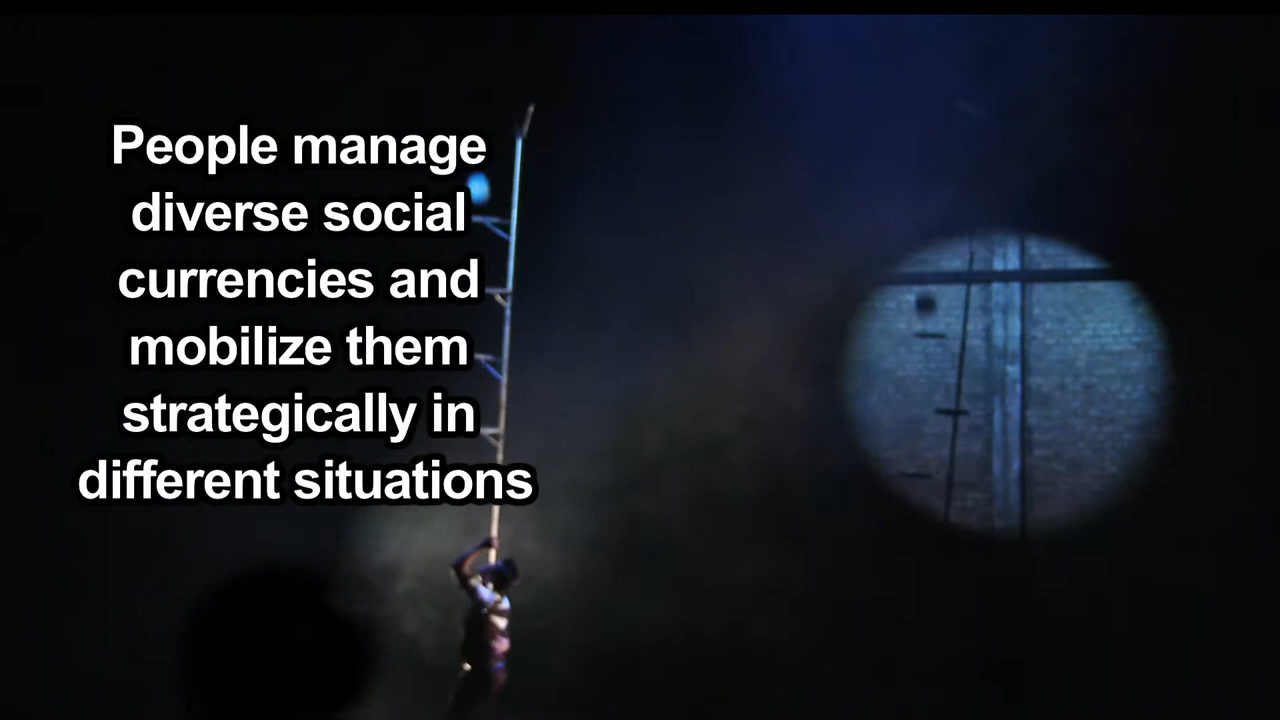 People manage
diverse social
currencies and
mobilize them
strategically in
different situations